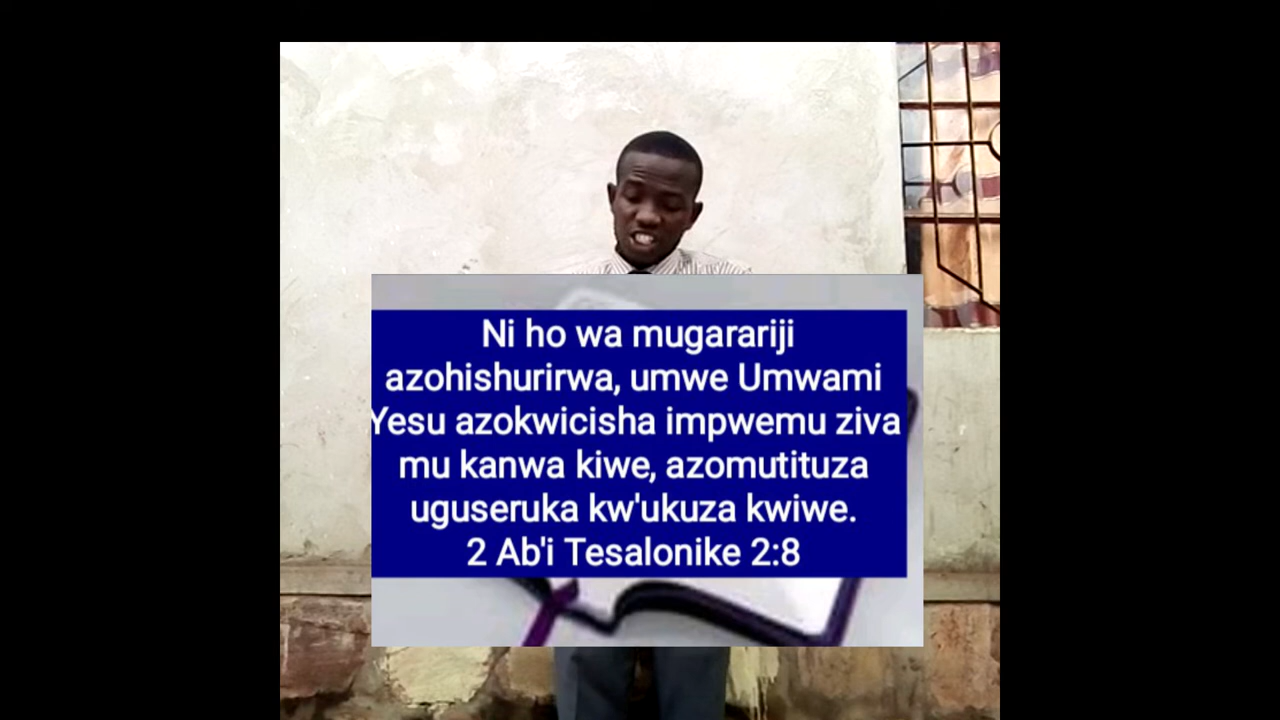 Ni ho wa mugarariji
azohishurirwa, umwe Umwami
Yesu azokwicisha impwemu ziva
mu kanwa kiwe, azomutituza
uguseruka kw'ukuza kwiwe.
2 Ab'i Tesalonike 2:8